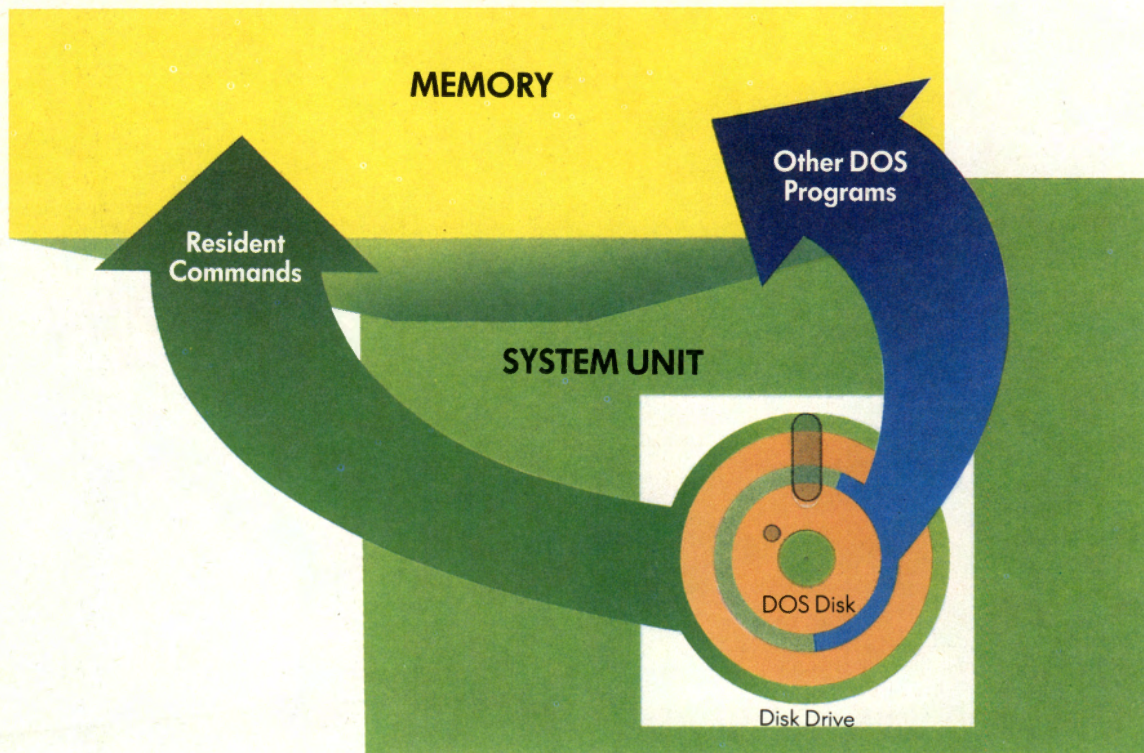 MEMORY
Other DOS
Programs
Resident
Commands
SYSTEM UNIT
DOS Disk
Disk Drive